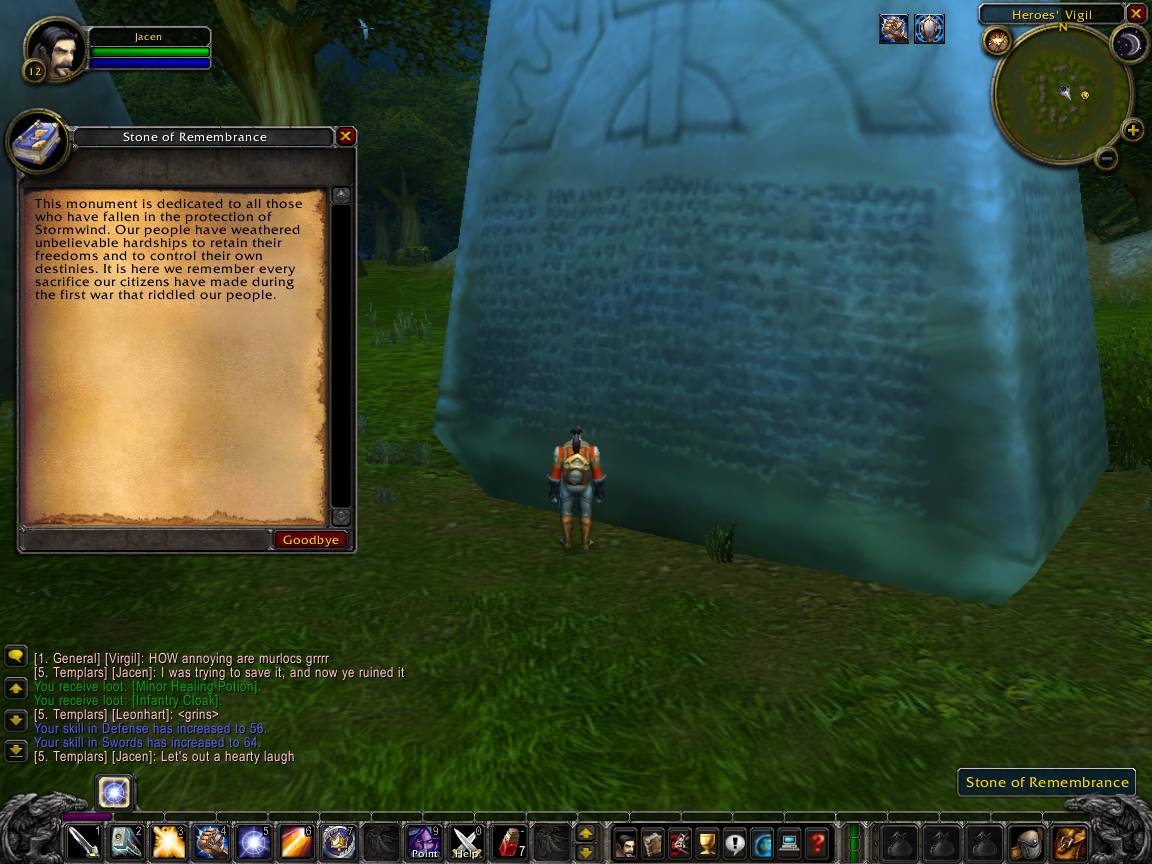 Jacen
12
Heroes' Vigil
N
Stone of Remembrance
This monument is dedicated to all those
who have fallen in the protection of
Stormwind. Our people have weathered
unbelievable hardships to retain their
freedoms and to control their own
destinies. It is here we remember every
sacrifice our citizens have made during
the first war that riddled our people.
Goodbye
[1. General] [Virgil]: HOW annoying are murlocs grrrr
[5. Templars] [Jacen]: I was trying to save it, and now ye ruined it
You receive loot: [Minor Healing Potion].
You receive loot: [Infantry Cloak].
[5. Templars] [Leonhart]: <grins>
Your skill in Defense has increased to 56.
Your skill in Swords has increased to 64.
[5. Templars] [Jacen]: Let's out a hearty laugh
Stone of Remembrance
1 2 3 4 5 6 7 9 0 -
Point Help 7